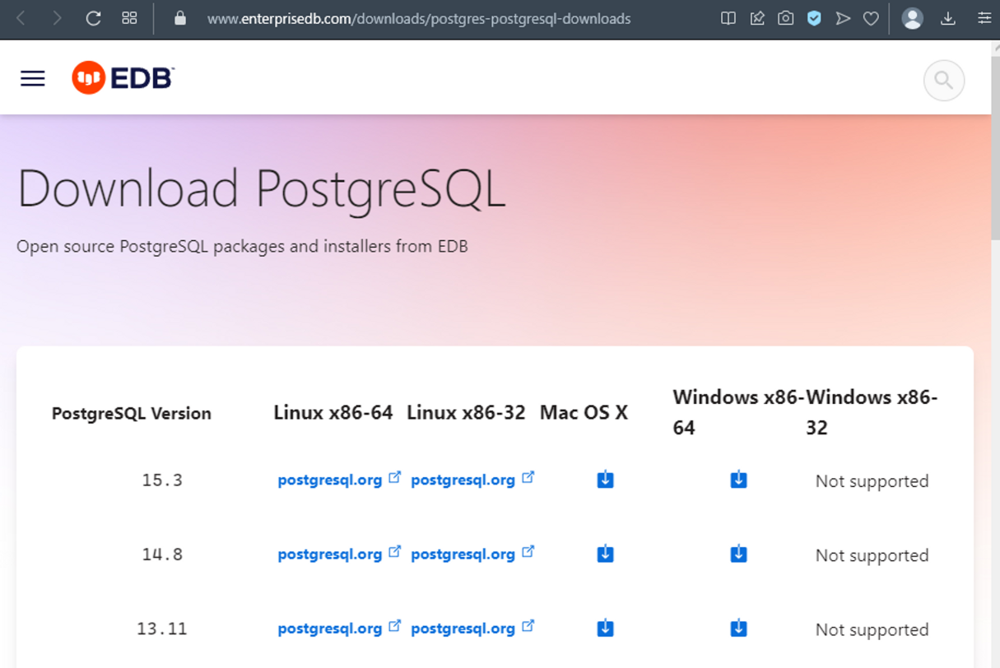 www.enterprisedb.com/downloads/postgres-postgresql-downloads
EDB™
Download PostgreSQL
Open source PostgreSQL packages and installers from EDB
PostgreSQL Version Linux x86-64 Linux x86-32 Mac OS X Windows x86-64 Windows x86-32
15.3 postgresql.org postgresql.org Not supported
14.8 postgresql.org postgresql.org Not supported
13.11 postgresql.org postgresql.org Not supported